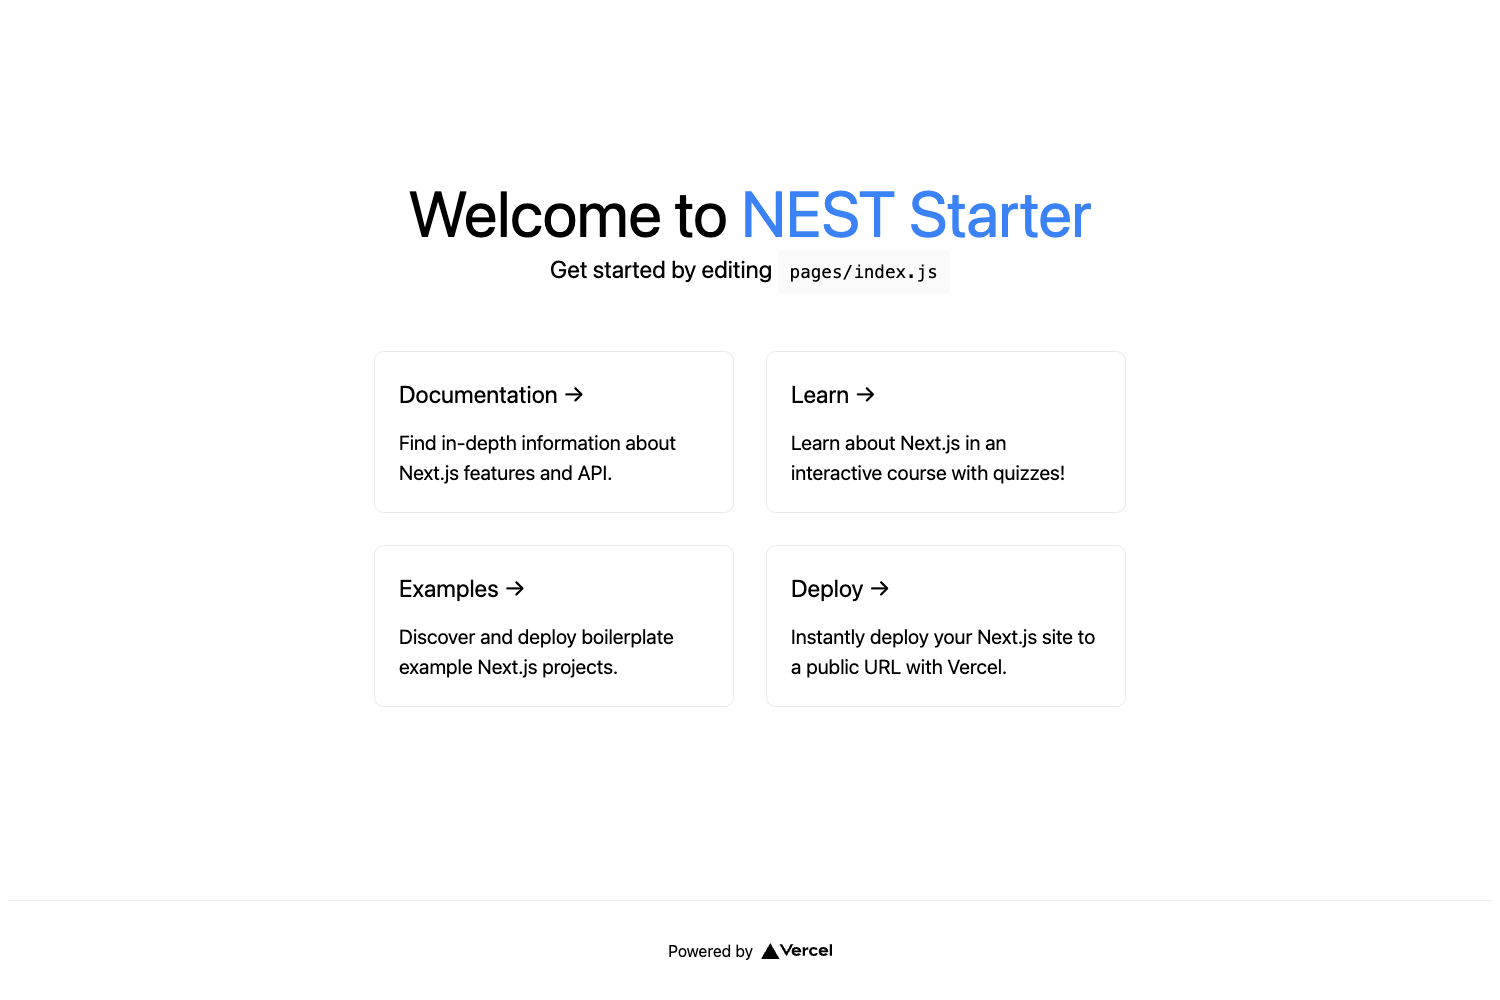 Welcome to NEST Starter
Get started by editing pages/index.js
Documentation →
Find in-depth information about
Next.js features and API.
Learn →
Learn about Next.js in an
interactive course with quizzes!
Examples →
Discover and deploy boilerplate
example Next.js projects.
Deploy →
Instantly deploy your Next.js site to
a public URL with Vercel.
Powered by Vercel